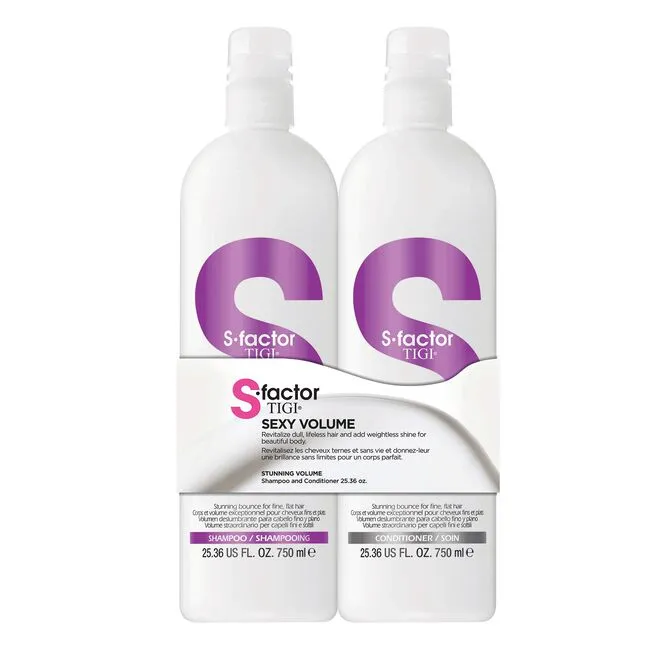 S
S·factor
TIGI®
S
S·factor
TIGI®
S·factor
TIGI®
SEXY VOLUME
Revitalize dull, lifeless hair and add weightless shine for
beautiful body.
Revitalisez les cheveux ternes et sans vie et donnez-leur
une brillance sans limites pour un corps parfait.
STUNNING VOLUME
Shampoo and Conditioner 25.36 oz.
Stunning bounce for fine, flat hair
Corps et volume exceptionnel pour cheveux fins et plats
Volumen deslumbrante para cabello fino y plano
Volume straordinario per capelli fini e sottili
SHAMPOO / SHAMPOOING
25.36 US FL. OZ. 750 ml e
Stunning bounce for fine, flat hair
Corps et volume exceptionnel pour cheveux fins et plats
Volumen deslumbrante para cabello fino y plano
Volume straordinario per capelli fini e sottili
CONDITIONER / SOIN
25.36 US FL. OZ. 750 ml e